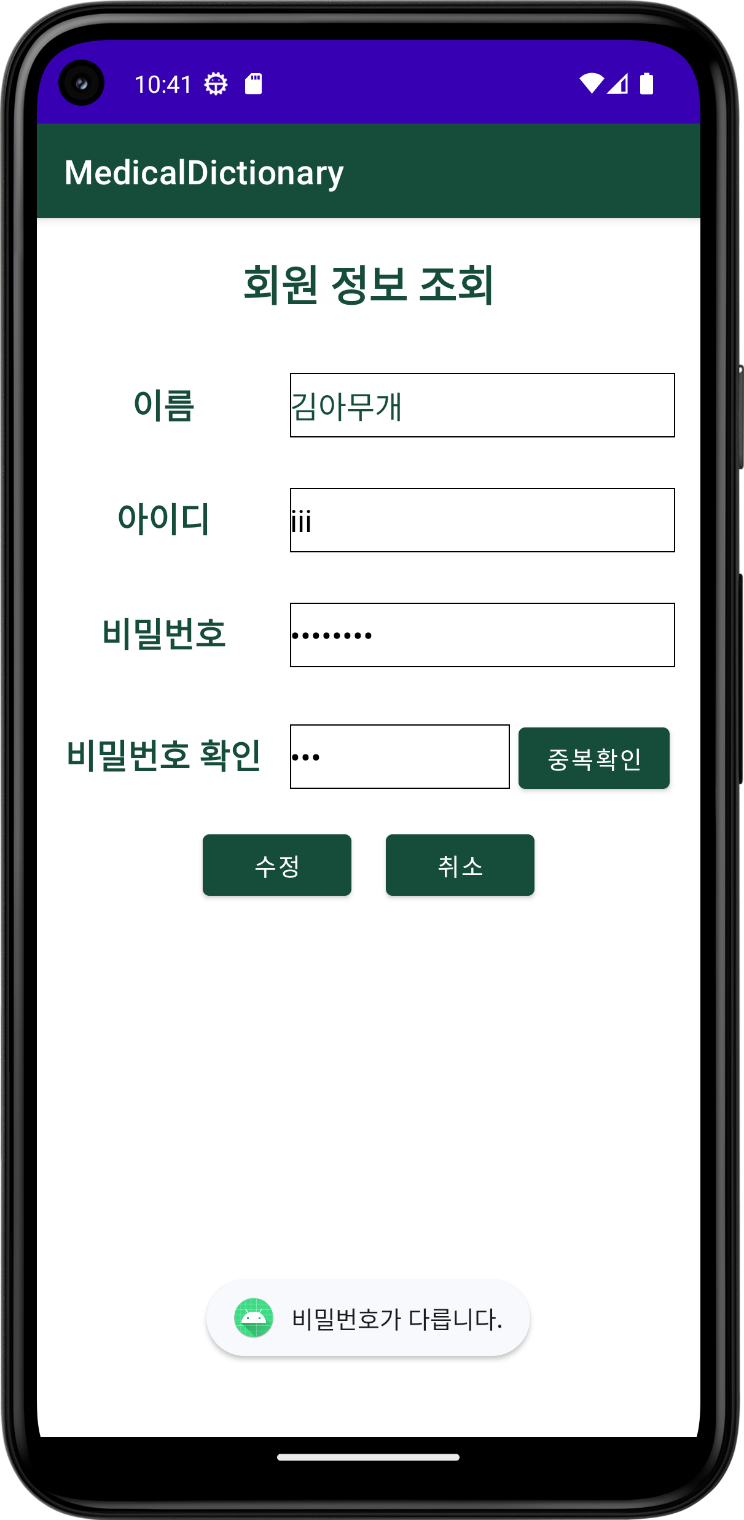 10:41
MedicalDictionary
회원 정보 조회
이름 김아무개
아이디 iii
비밀번호 ••••••••
비밀번호 확인 ••• 중복확인
수정 취소
비밀번호가 다릅니다.